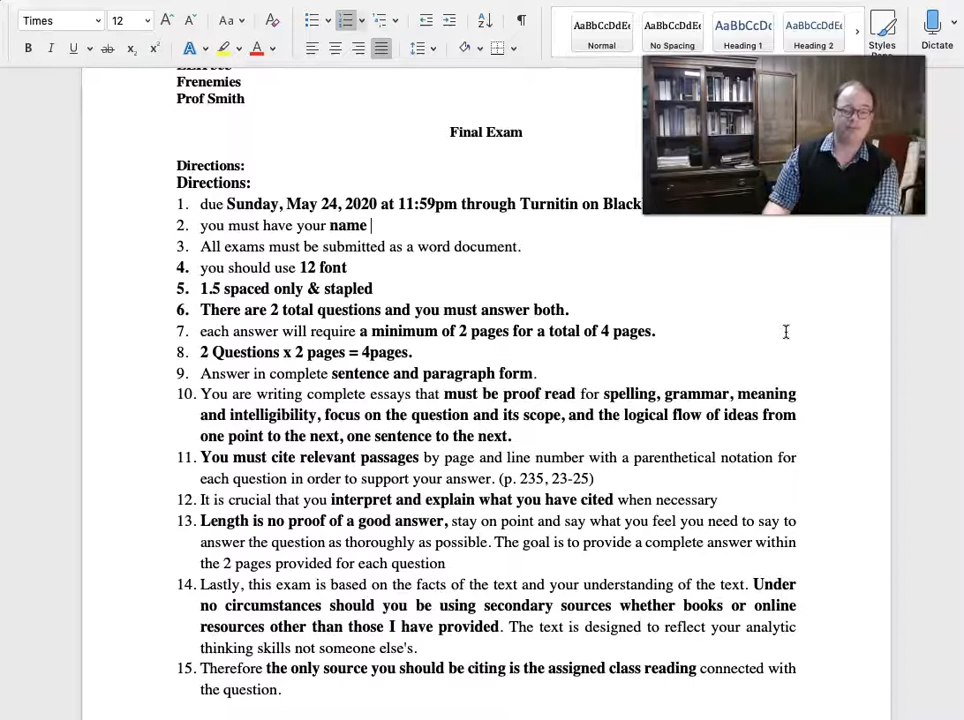 Times 12 Aa
AaBbCcDdEe AaBbCcDdEe AaBbCcDc AaBbCcDdEe
B I U ab x x A A
Normal No Spacing Heading 1 Heading 2 Styles Dictate
Frenemies
Prof Smith
Final Exam
Directions:
Directions:
1. due Sunday, May 24, 2020 at 11:59pm through Turnitin on Black
2. you must have your name
3. All exams must be submitted as a word document.
4. you should use 12 font
5. 1.5 spaced only & stapled
6. There are 2 total questions and you must answer both.
7. each answer will require a minimum of 2 pages for a total of 4 pages.
8. 2 Questions x 2 pages = 4pages.
9. Answer in complete sentence and paragraph form.
10. You are writing complete essays that must be proof read for spelling, grammar, meaning
and intelligibility, focus on the question and its scope, and the logical flow of ideas from
one point to the next, one sentence to the next.
11. You must cite relevant passages by page and line number with a parenthetical notation for
each question in order to support your answer. (p. 235, 23-25)
12. It is crucial that you interpret and explain what you have cited when necessary
13. Length is no proof of a good answer, stay on point and say what you feel you need to say to
answer the question as thoroughly as possible. The goal is to provide a complete answer within
the 2 pages provided for each question
14. Lastly, this exam is based on the facts of the text and your understanding of the text. Under
no circumstances should you be using secondary sources whether books or online
resources other than those I have provided. The text is designed to reflect your analytic
thinking skills not someone else's.
15. Therefore the only source you should be citing is the assigned class reading connected with
the question.